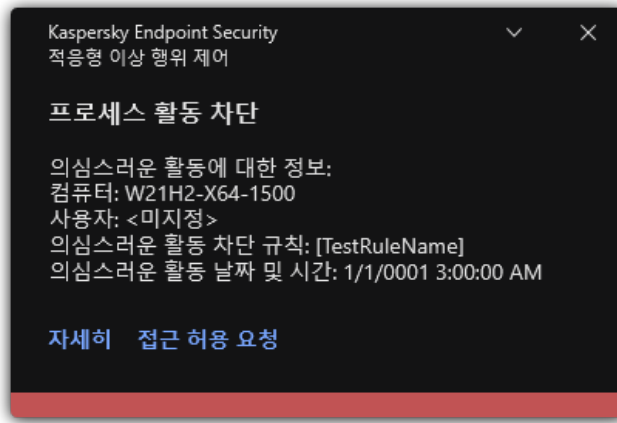 Kaspersky Endpoint Security
적응형 이상 행위 제어
프로세스 활동 차단
의심스러운 활동에 대한 정보:
컴퓨터: W21H2-X64-1500
사용자: <미지정>
의심스러운 활동 차단 규칙: [TestRuleName]
의심스러운 활동 날짜 및 시간: 1/1/0001 3:00:00 AM
자세히 접근 허용 요청